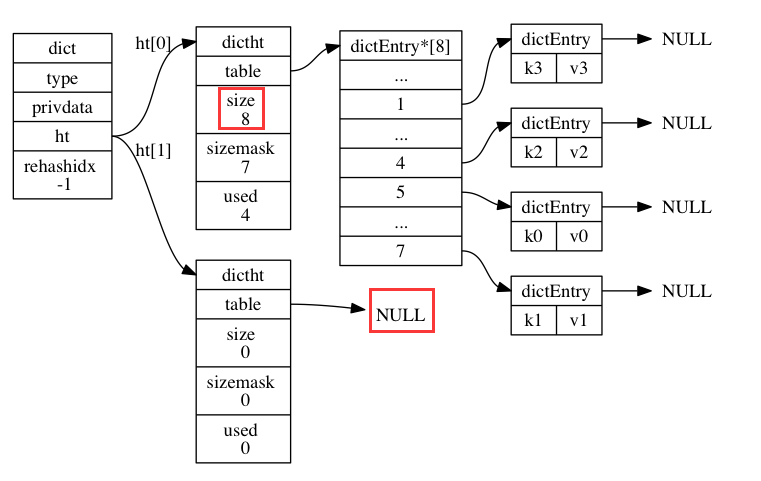 dict
type
privdata
ht
rehashidx
-1
ht[0]
ht[1]
dictht
table
size
8
sizemask
7
used
4
dictht
table
size
0
sizemask
0
used
0
dictEntry*[8]
...
1
...
4
5
...
7
NULL
dictEntry
k3 v3
NULL
dictEntry
k2 v2
NULL
dictEntry
k0 v0
NULL
dictEntry
k1 v1
NULL